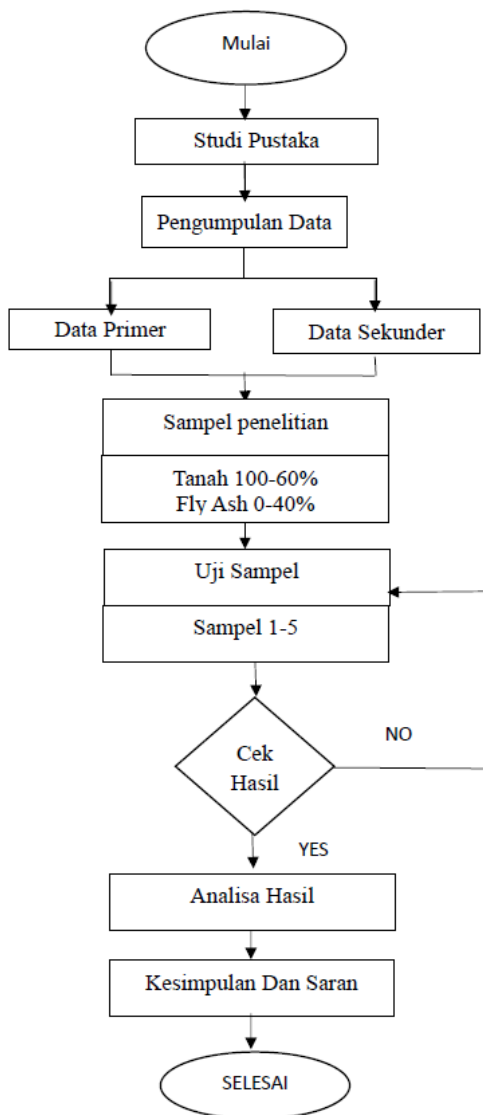 Mulai
Studi Pustaka
Pengumpulan Data
Data Primer
Data Sekunder
Sampel penelitian
Tanah 100-60%
Fly Ash 0-40%
Uji Sampel
Sampel 1-5
Cek
Hasil
NO
YES
Analisa Hasil
Kesimpulan Dan Saran
SELESAI